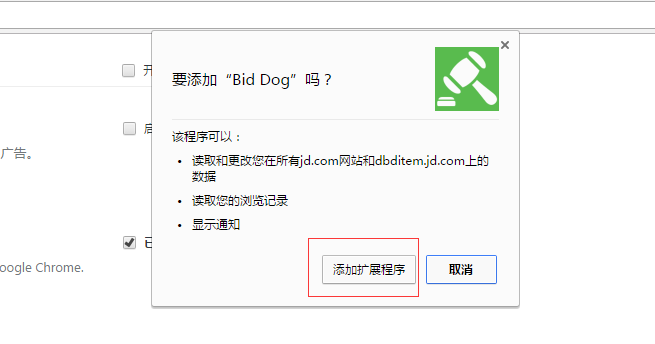 开
要添加“Bid Dog”吗？
启
广告。
该程序可以：
• 读取和更改您在所有jd.com网站和dbditem.jd.com上的
数据
• 读取您的浏览记录
• 显示通知
已
oogle Chrome.
添加扩展程序
取消